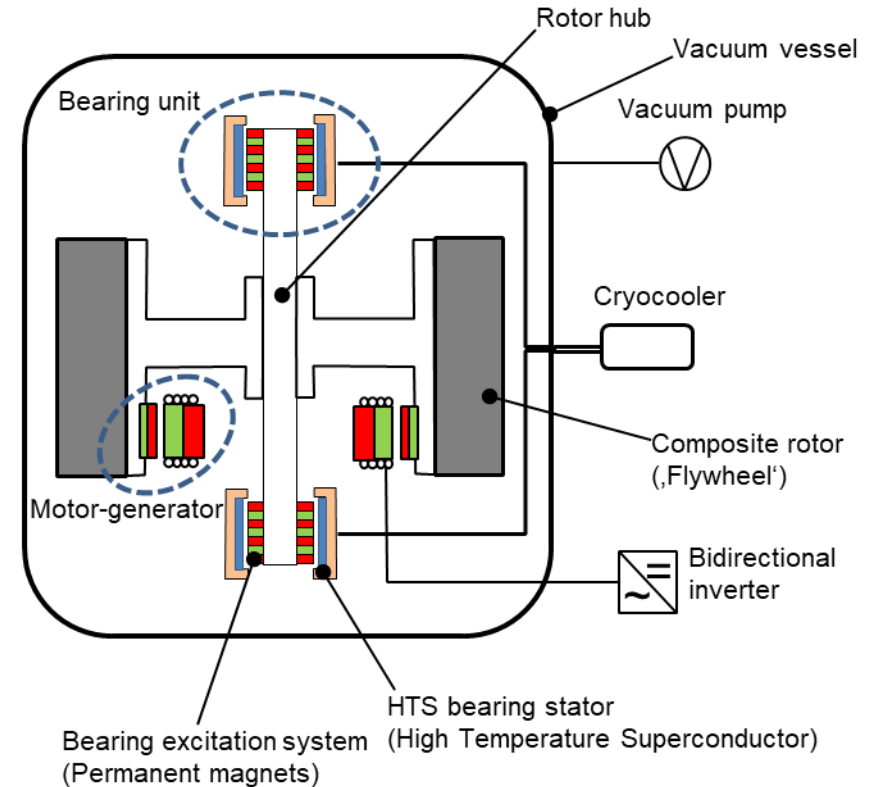 Rotor hub
Vacuum vessel
Bearing unit
Vacuum pump
Cryocooler
Composite rotor
(‚Flywheel‘)
Motor-generator
Bidirectional
inverter
HTS bearing stator
(High Temperature Superconductor)
Bearing excitation system
(Permanent magnets)